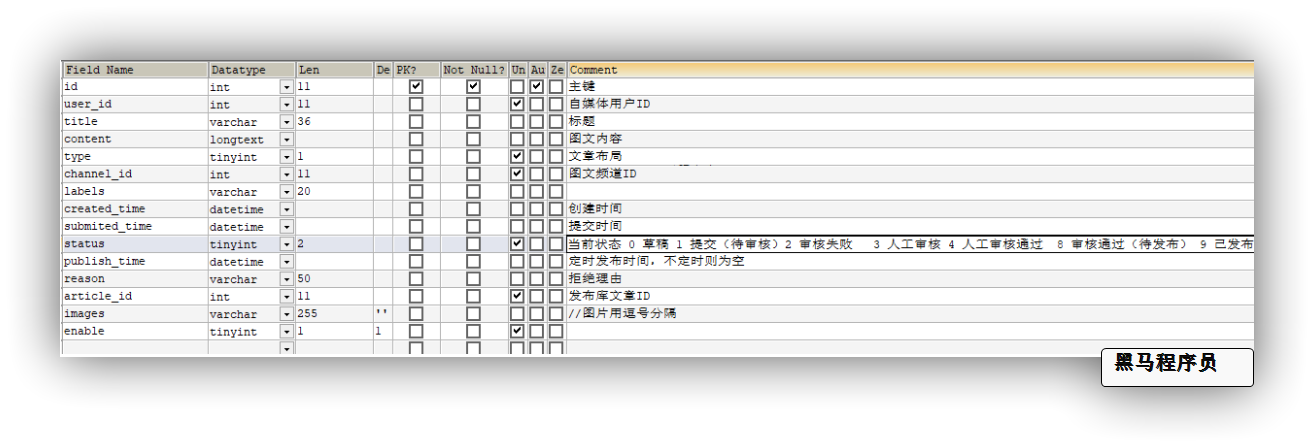 Field Name Datatype Len De PK? Not Null? Un Au Ze Comment
id int 11 主键
user_id int 11 自媒体用户ID
title varchar 36 标题
content longtext 图文内容
type tinyint 1 文章布局
channel_id int 11 图文频道ID
labels varchar 20
created_time datetime 创建时间
submited_time datetime 提交时间
status tinyint 2 当前状态 0 草稿 1 提交（待审核）2 审核失败 3 人工审核 4 人工审核通过 8 审核通过（待发布） 9 已发布
publish_time datetime 定时发布时间，不定时则为空
reason varchar 50 拒绝理由
article_id int 11 发布库文章ID
images varchar 255 '' //图片用逗号分隔
enable tinyint 1 1
黑马程序员